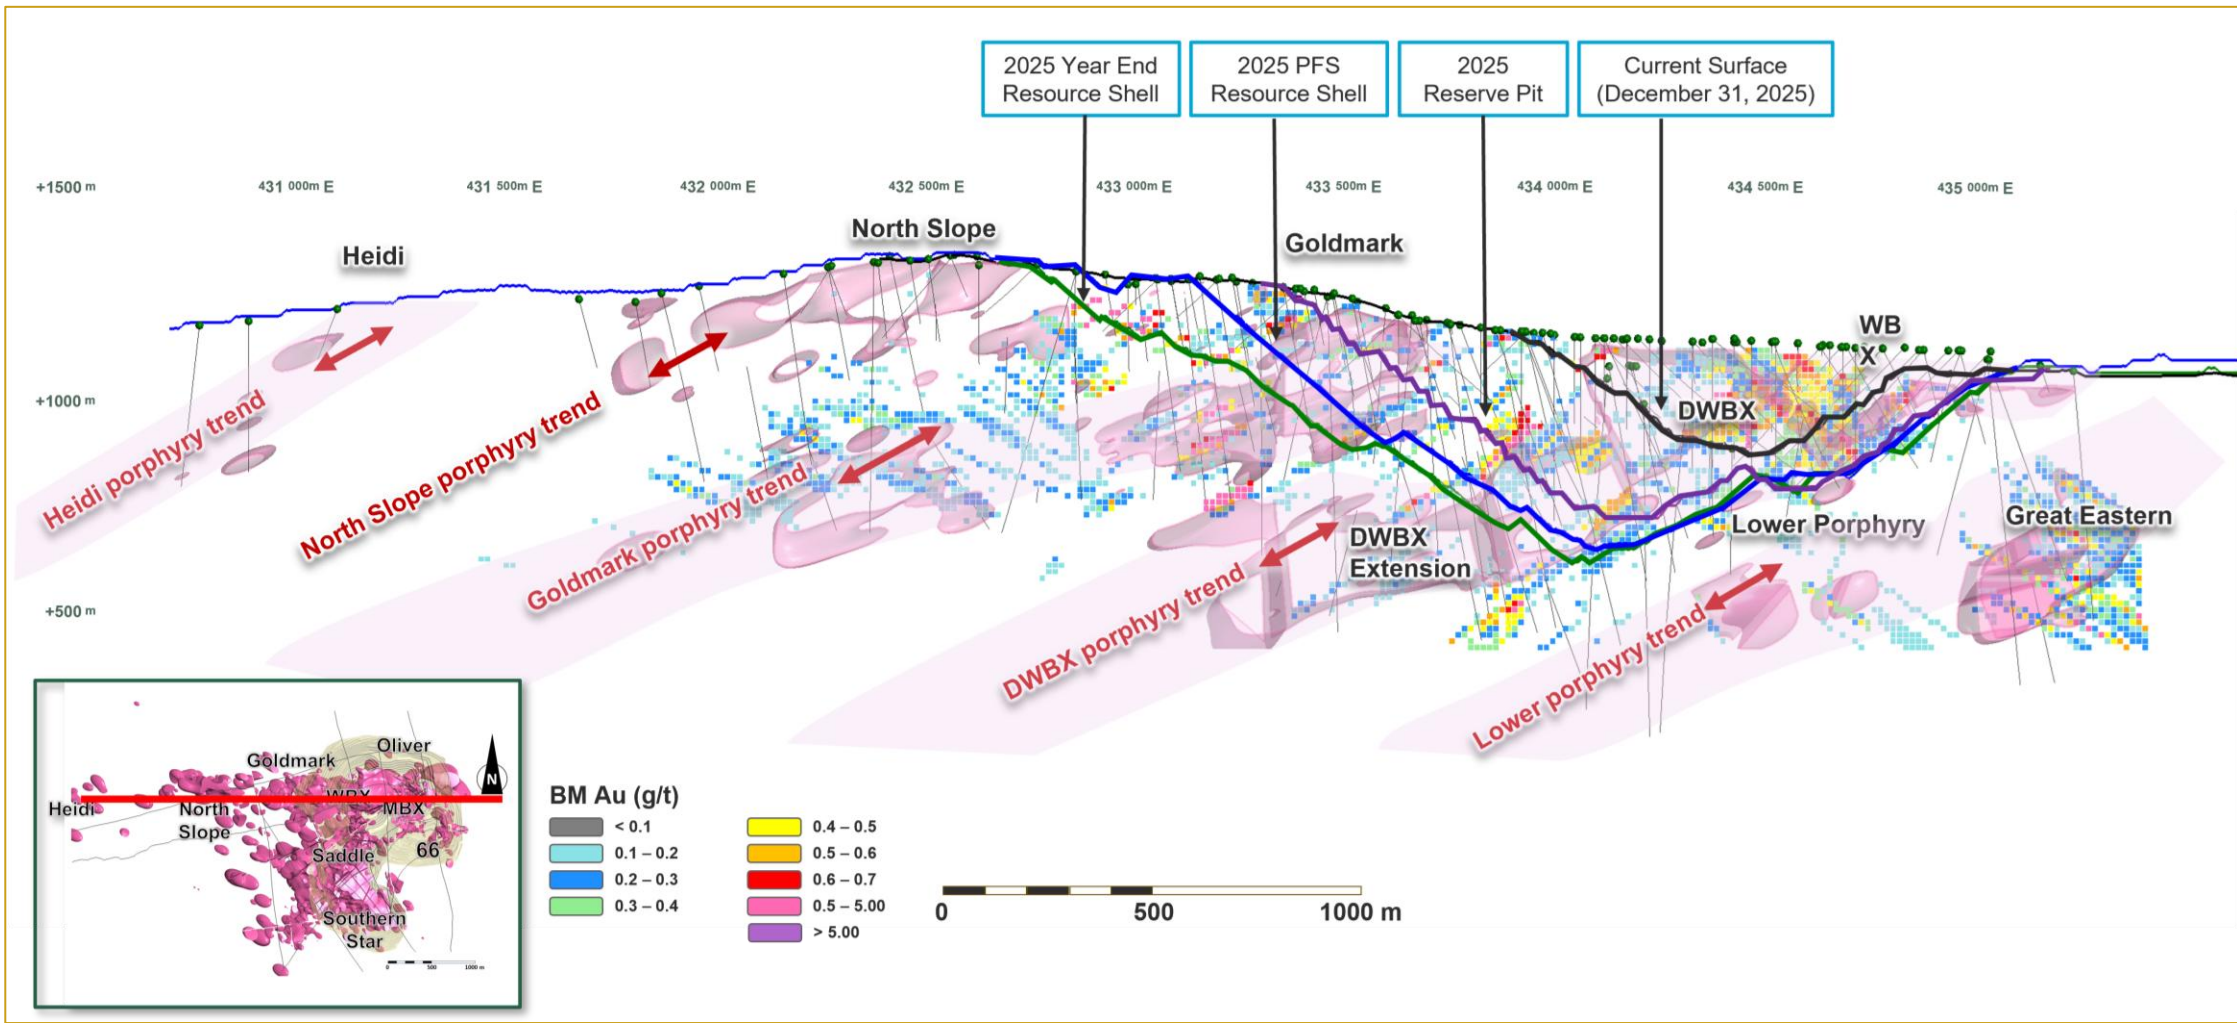 2025 Year End
Resource Shell
2025 PFS
Resource Shell
2025
Reserve Pit
Current Surface
(December 31, 2025)
+1500 m
431 000m E
431 500m E
432 000m E
432 500m E
433 000m E
433 500m E
434 000m E
434 500m E
435 000m E
Heidi
North Slope
Goldmark
WB
X
+1000 m
DWBX
Heidi porphyry trend
North Slope porphyry trend
Goldmark porphyry trend
DWBX
Extension
DWBX porphyry trend
Lower Porphyry
Lower porphyry trend
Great Eastern
+500 m
Oliver
Goldmark
N
WBX
Heidi
North
Slope
MBX
Saddle
66
Southern
Star
0 500 1000 m
BM Au (g/t)
< 0.1
0.1 – 0.2
0.2 – 0.3
0.3 – 0.4
0.4 – 0.5
0.5 – 0.6
0.6 – 0.7
0.5 – 5.00
> 5.00
0 500 1000 m